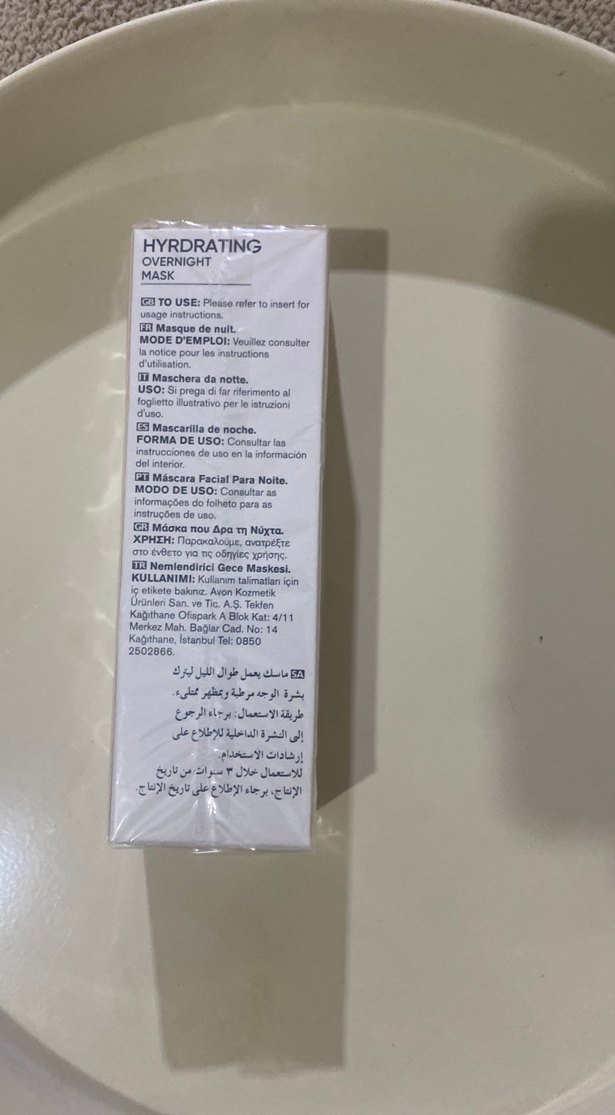 HYRDRATING
OVERNIGHT
MASK
GB TO USE: Please refer to insert for
usage instructions.
FR Masque de nuit.
MODE D'EMPLOI: Veuillez consulter
la notice pour les instructions
d'utilisation.
IT Maschera da notte.
USO: Si prega di far riferimento al
foglietto illustrativo per le istruzioni
d'uso.
ES Mascarilla de noche.
FORMA DE USO: Consultar las
instrucciones de uso en la información
del interior.
PT Máscara Facial Para Noite.
MODO DE USO: Consultar as
informações do folheto para as
instruções de uso.
GR Μάσκα που Δρα τη Νύχτα.
ΧΡΗΣΗ: Παρακαλούμε, ανατρέξτε
στο ένθετο για τις οδηγίες χρήσης.
TR Nemlendirici Gece Maskesi.
KULLANIMI: Kullanım talimatları için
iç etikete bakınız. Avon Kozmetik
Ürünleri San. ve Tic. A.Ş. Tekfen
Kağıthane Ofispark A Blok Kat: 4/11
Merkez Mah. Bağlar Cad. No: 14
Kağıthane, İstanbul Tel: 0850
2502866.
SA ماسك يعمل طوال الليل ليترك
بشرة الوجه مرطبة وبمظهر ممتلىء.
طريقة الاستعمال: برجاء الرجوع
إلى النشرة الداخلية للإطلاع على
إرشادات الاستخدام.
للاستعمال خلال ٣ سنوات من تاريخ
الإنتاج، برجاء الإطلاع على تاريخ الإنتاج.